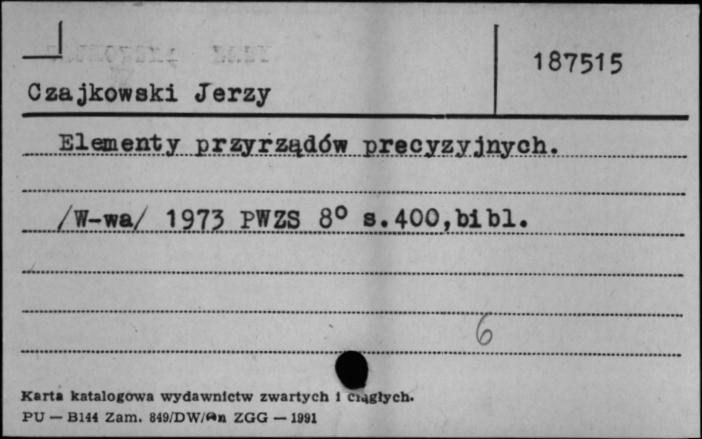 187515
Czajkowski Jerzy
Elementy przyrządów precyzyjnych.
/W-wa/ 1973 PWZS 8° s.400,bibl.
6
Karta katalogowa wydawnictw zwartych i ciągłych.
PU — B144 Zam. 849/DW/ ZGG — 1991